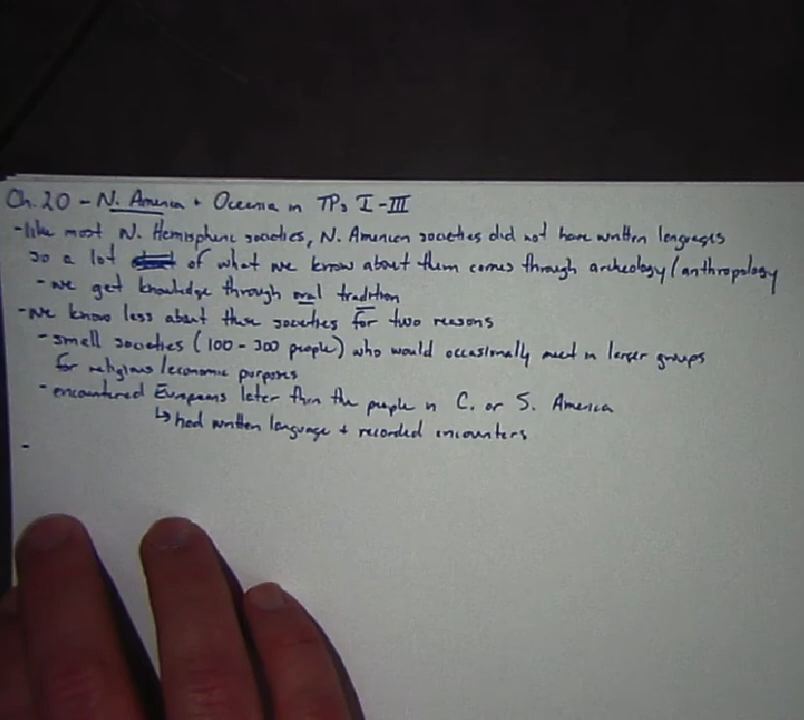 Ch. 20 - N. America + Oceania in TPs I-III
-like most N. Hemisphere societies, N. American societies did not have written languages
so a lot of what we know about them comes through archeology/anthropology
-we get knowledge through oral tradition
-we know less about these societies for two reasons
-small societies (100-300 people) who would occasionally meet in larger groups
for religious/economic purposes
-encountered Europeans later than the people in C. or S. America
↳had written language + recorded encounters
-